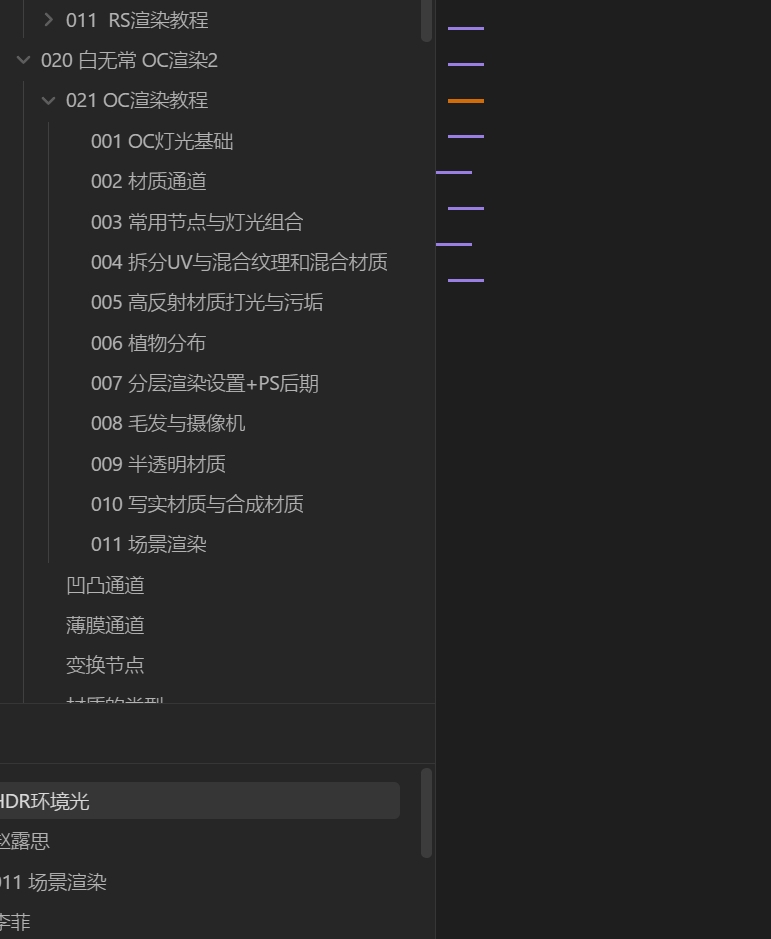 011 RS渲染教程
020 白无常 OC渲染2
021 OC渲染教程
001 OC灯光基础
002 材质通道
003 常用节点与灯光组合
004 拆分UV与混合纹理和混合材质
005 高反射材质打光与污垢
006 植物分布
007 分层渲染设置+PS后期
008 毛发与摄像机
009 半透明材质
010 写实材质与合成材质
011 场景渲染
凹凸通道
薄膜通道
变换节点
材质的类型
HDR环境光
赵露思
011 场景渲染
李菲